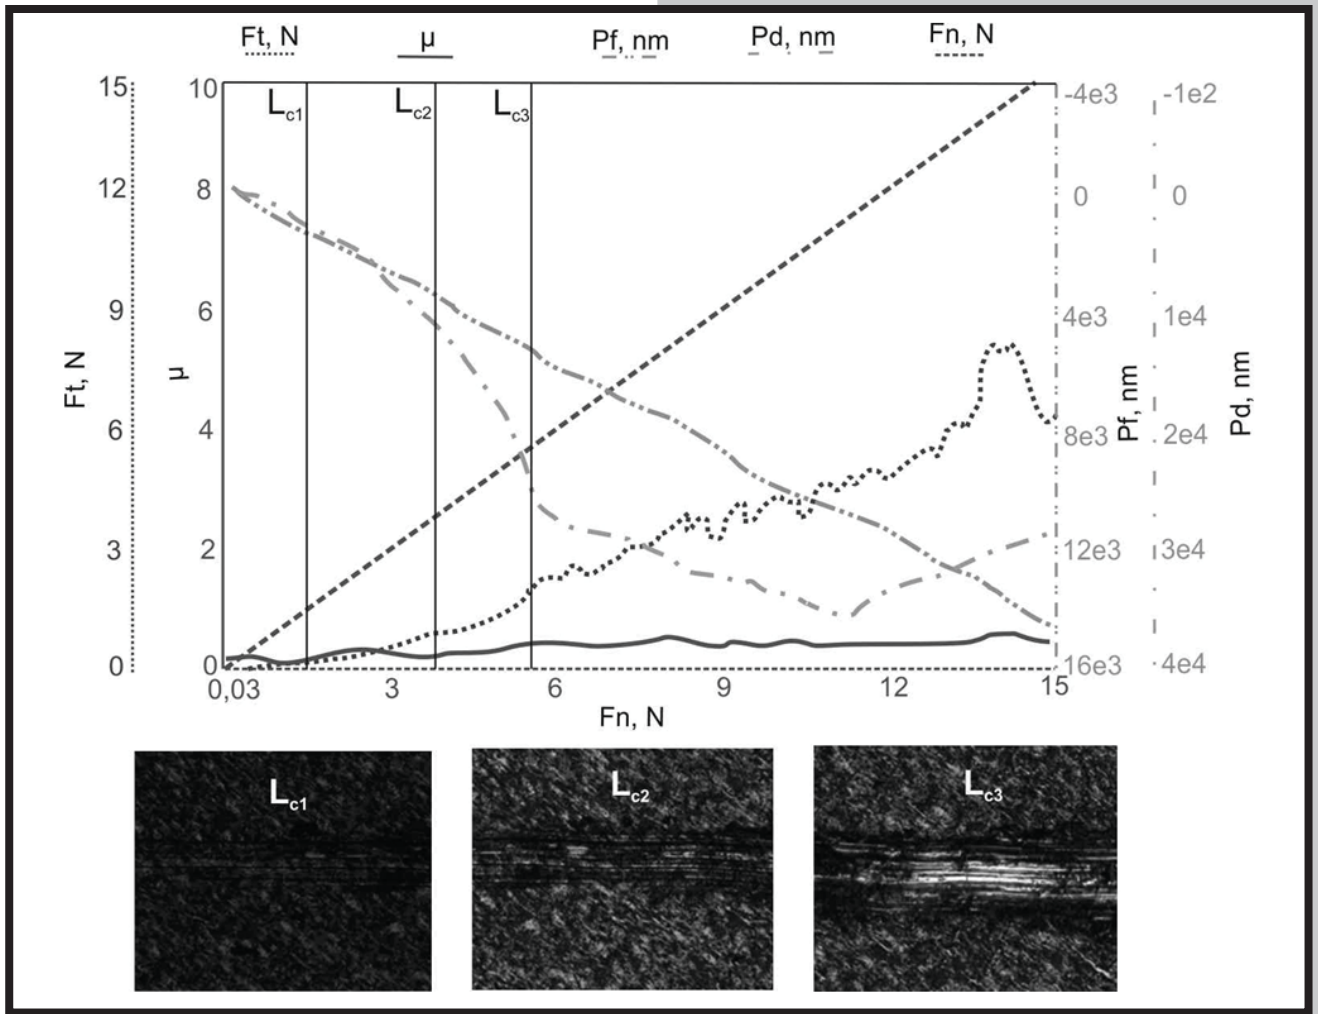 Ft, N μ Pf, nm Pd, nm Fn, N
15 10 -4e3 -1e2
Lc1 Lc2 Lc3
12 8 0 0
9 6 4e3 1e4
Ft, N μ Pf, nm Pd, nm
6 4 8e3 2e4
3 2 12e3 3e4
0 0 16e3 4e4
0,03 3 6 9 12 15
Fn, N
Lc1 Lc2 Lc3